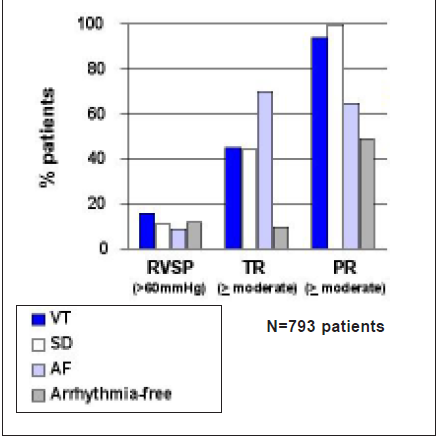 % patients
100
80
60
40
20
0
RVSP TR PR
(>60mmHg) (≥ moderate) (≥ moderate)
VT
SD
AF
Arrhythmia-free
N=793 patients